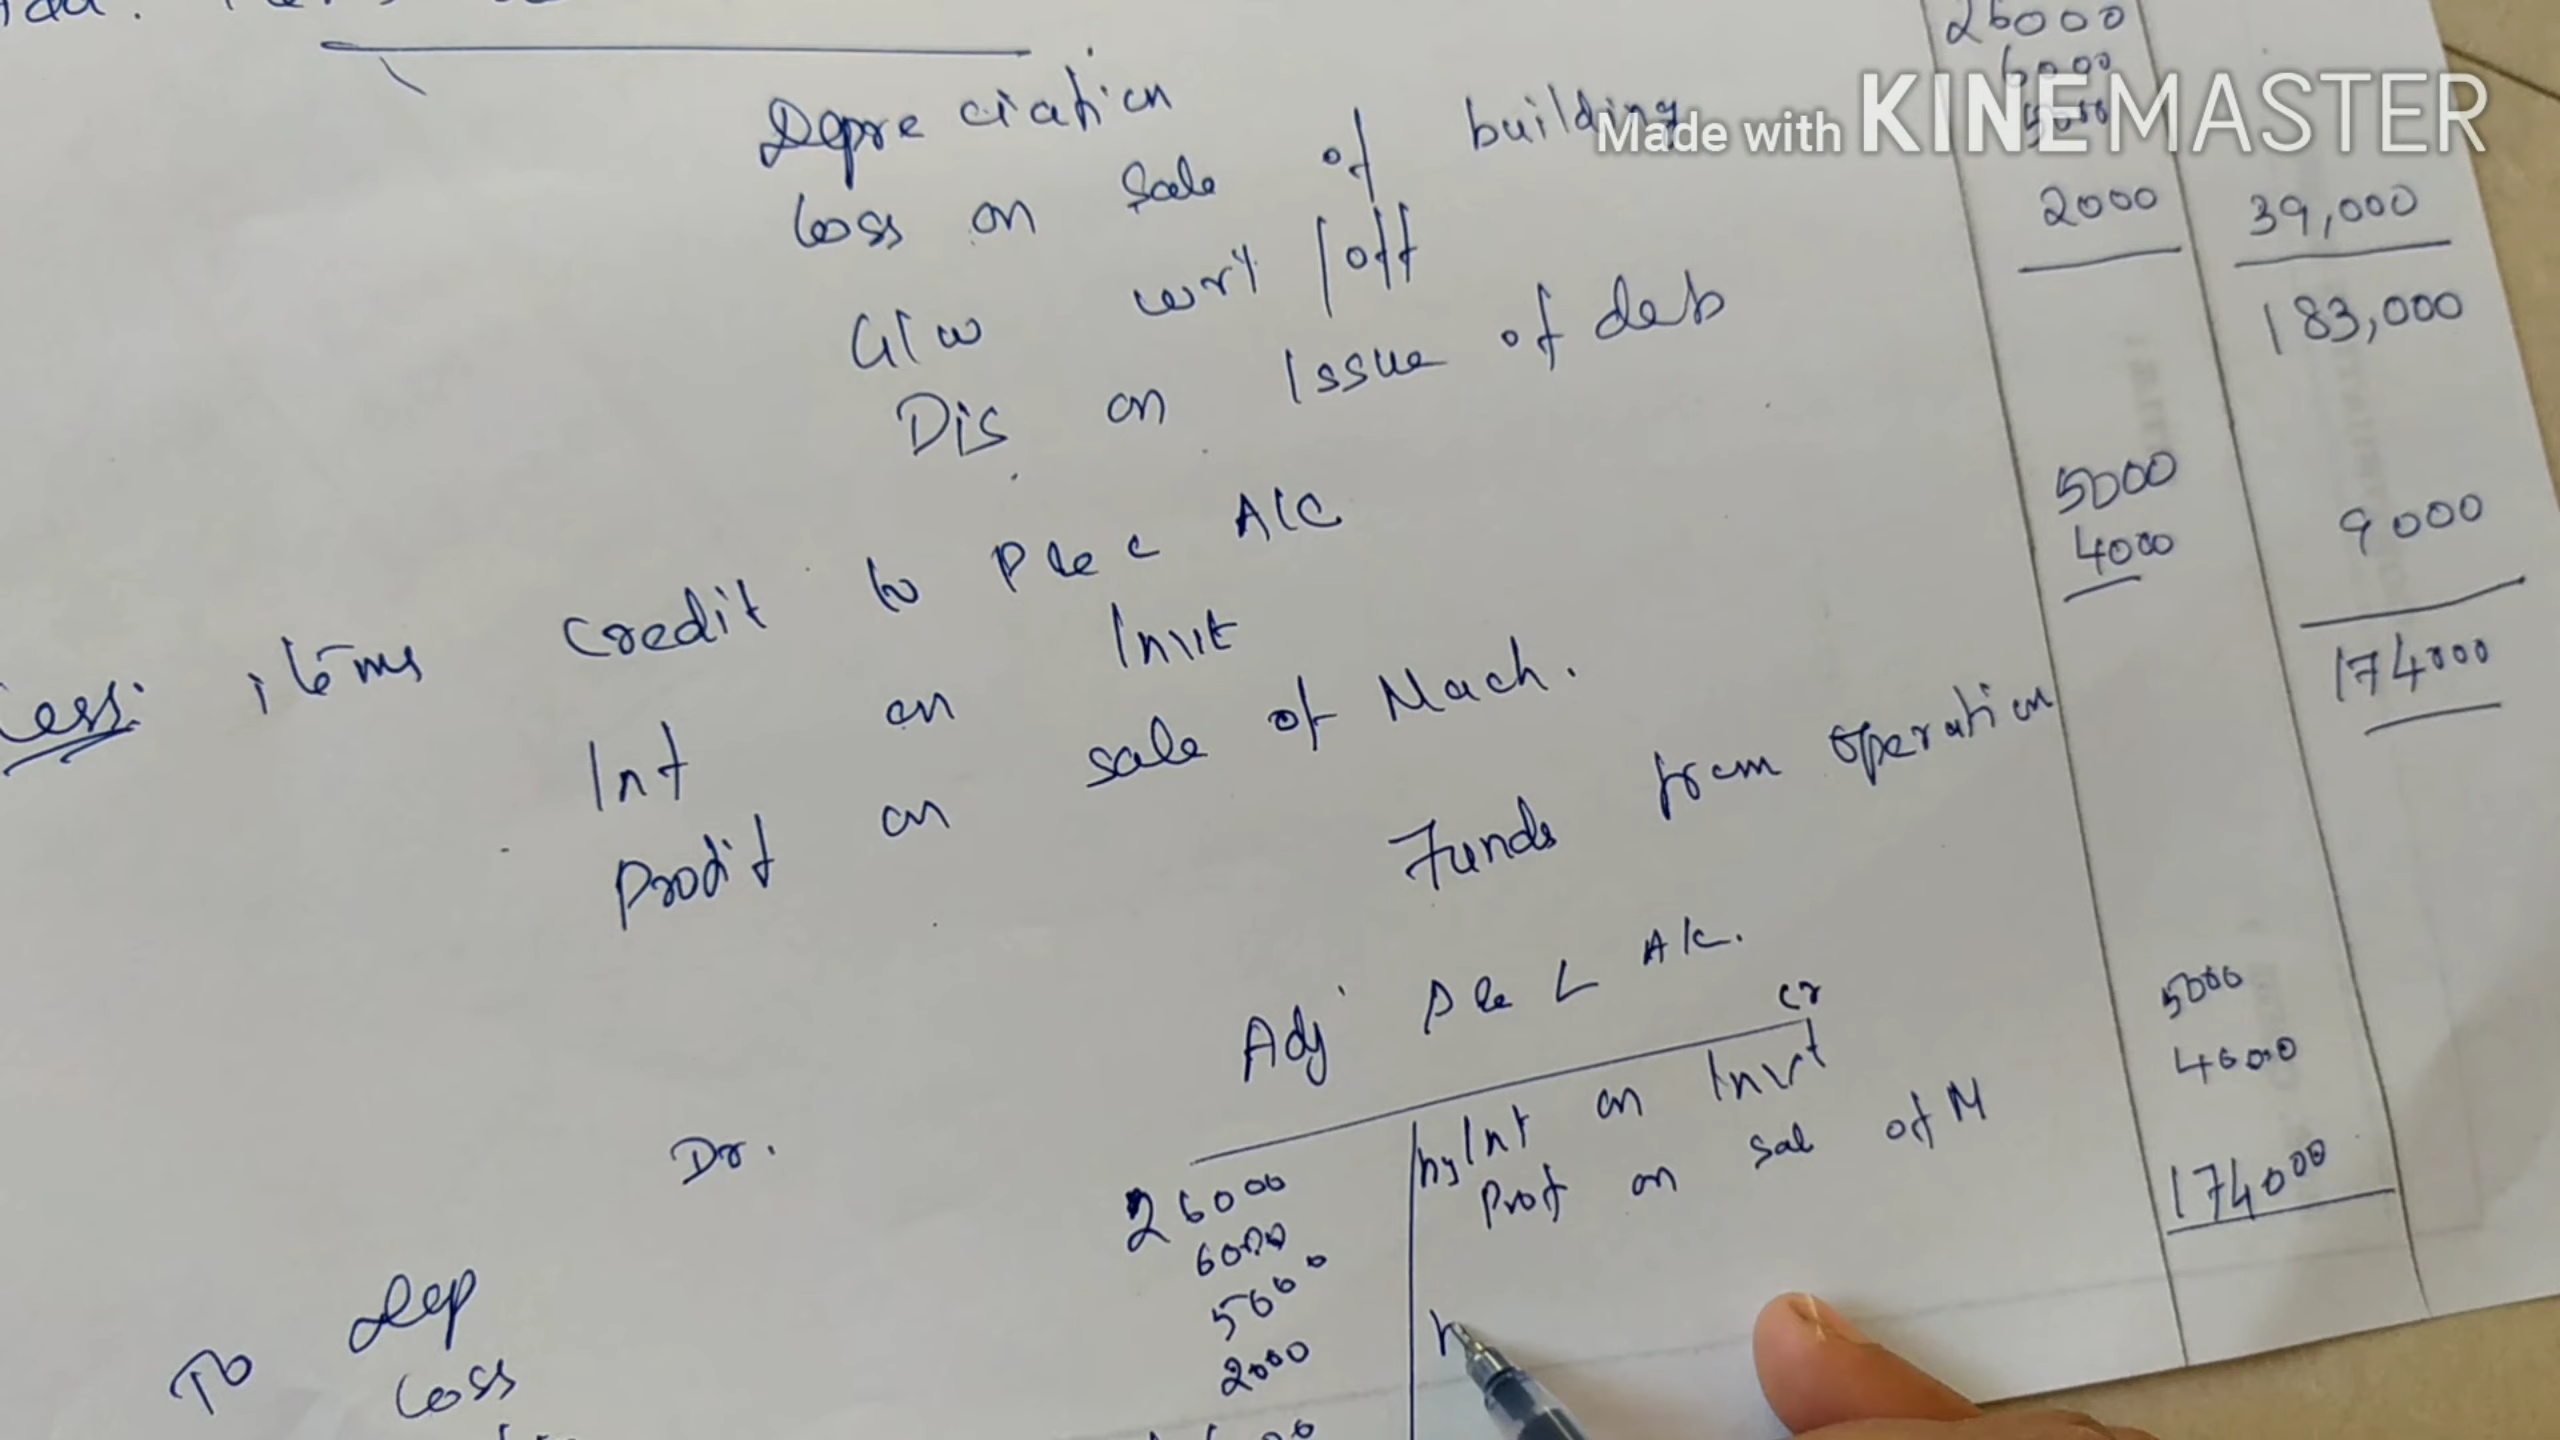 26000
Depreciation 6000
Loss on Sale of building 5000
Made with KINEMASTER
G/w wrt/off 2000 39,000
Dis on Issue of deb 183,000
Less: items credit to P&L A/C
Int on Invt 5000
Profit on sale of Mach. 4000 9000
Funds from operation 174000
Adj P&L A/c.
Dr. Cr
To dep 26000 by Int on Invt 5000
Loss 6000 Prof on sal of M 4000
5000 174000
2000